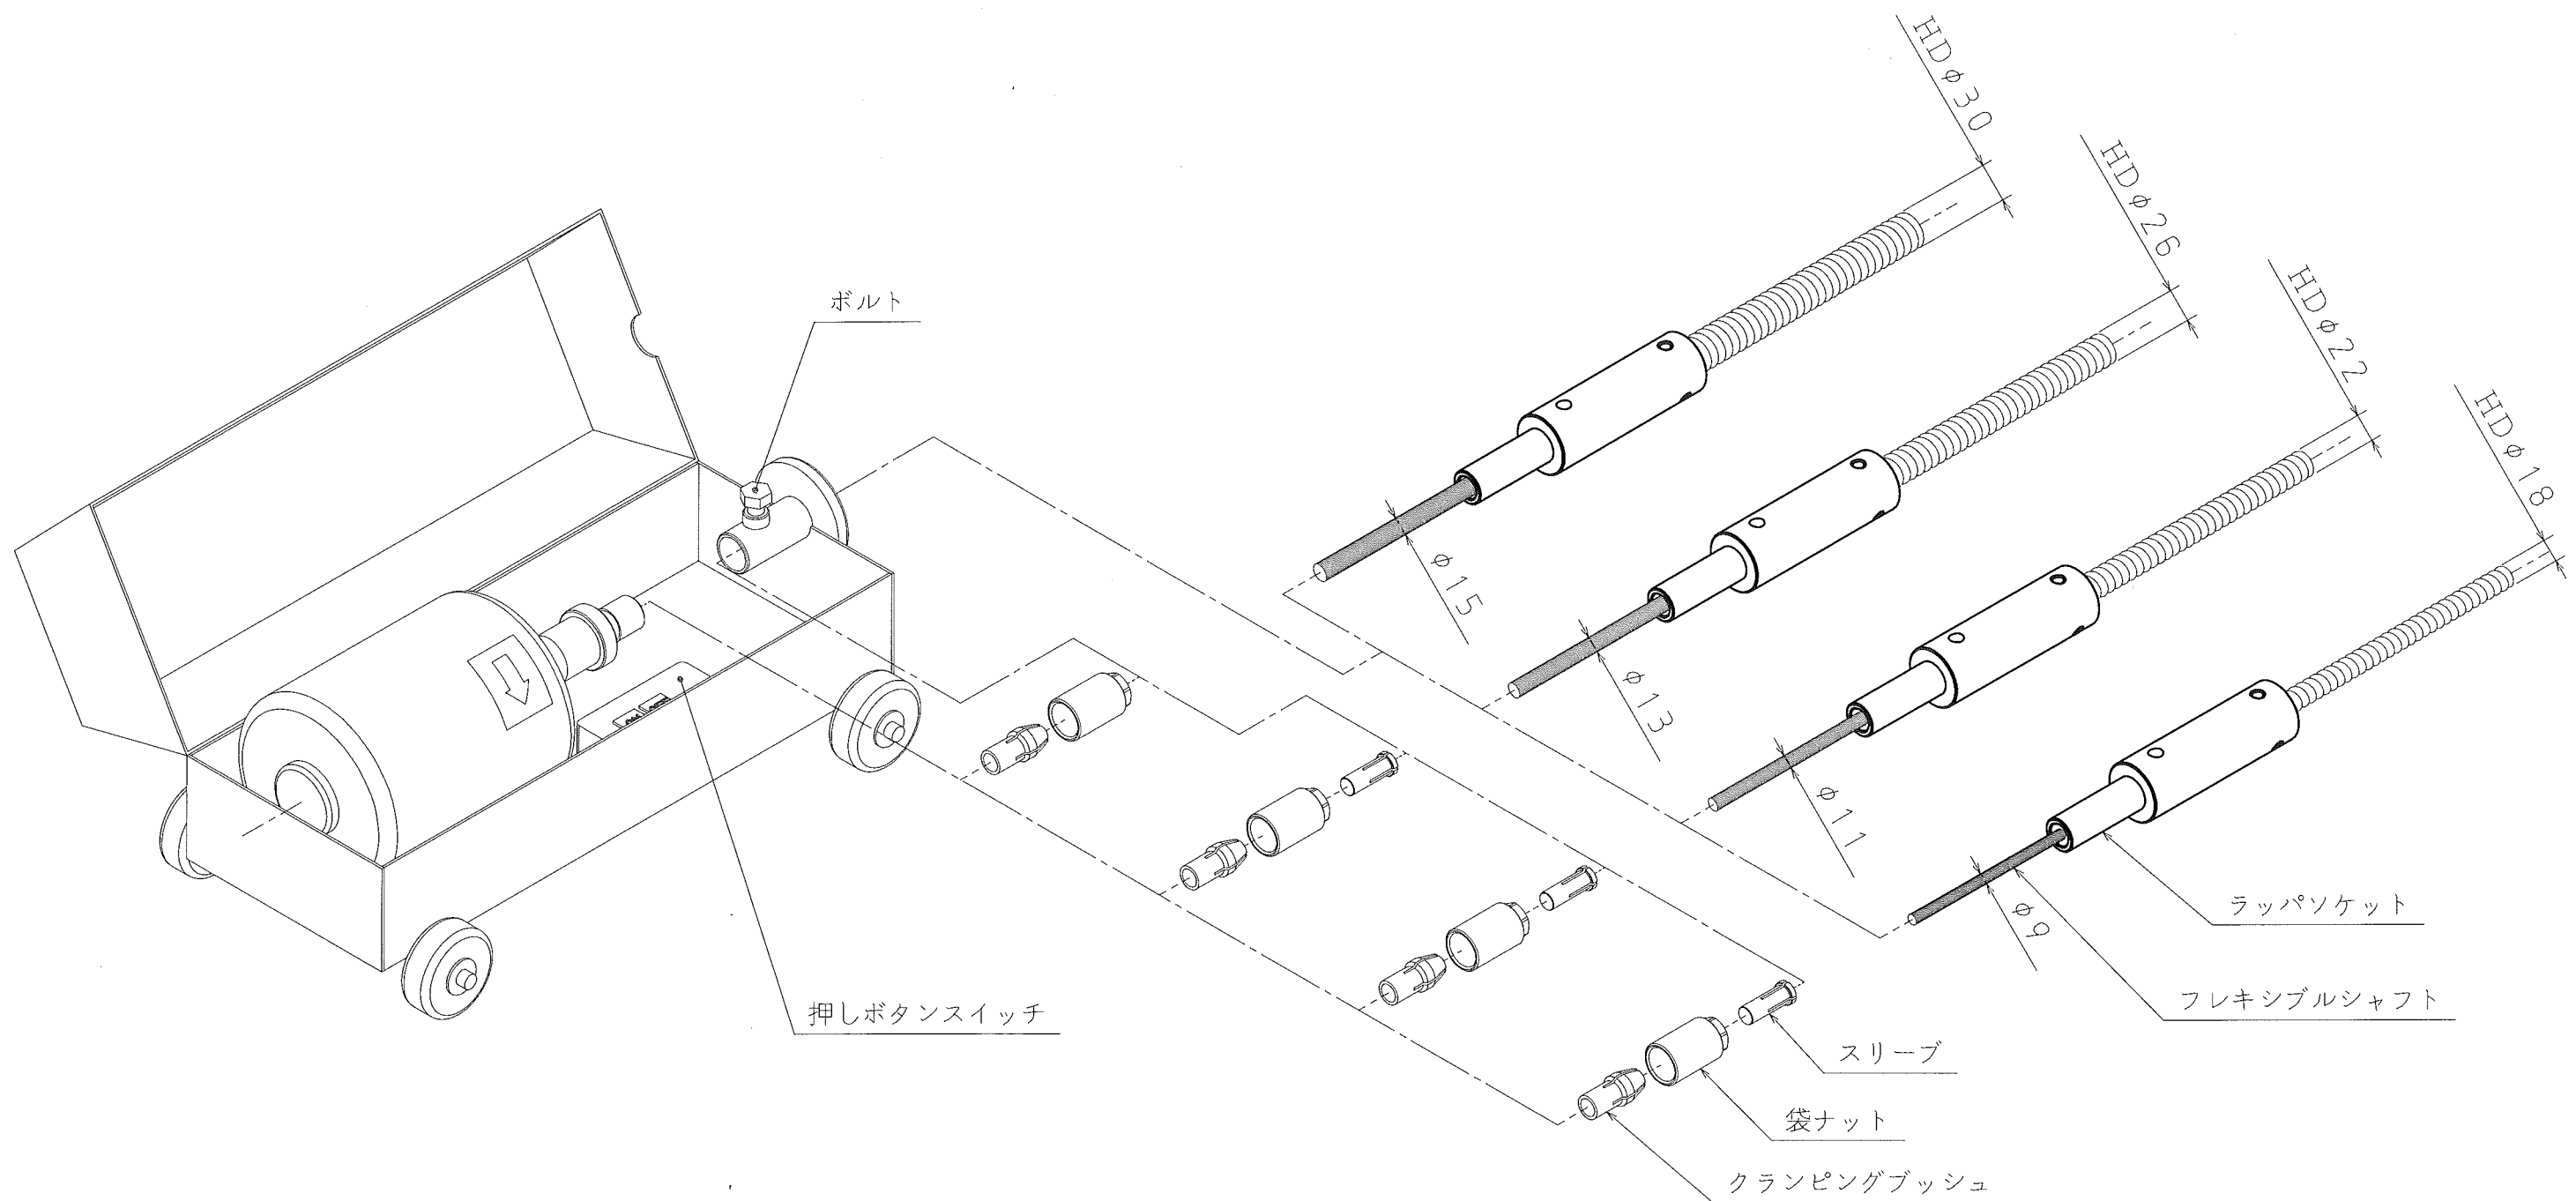 HDφ30
HDφ26
HDφ22
HDφ18
ボルト
φ15
φ13
φ11
φ9
ラッパソケット
フレキシブルシャフト
押しボタンスイッチ
スリーブ
袋ナット
クランピングブッシュ